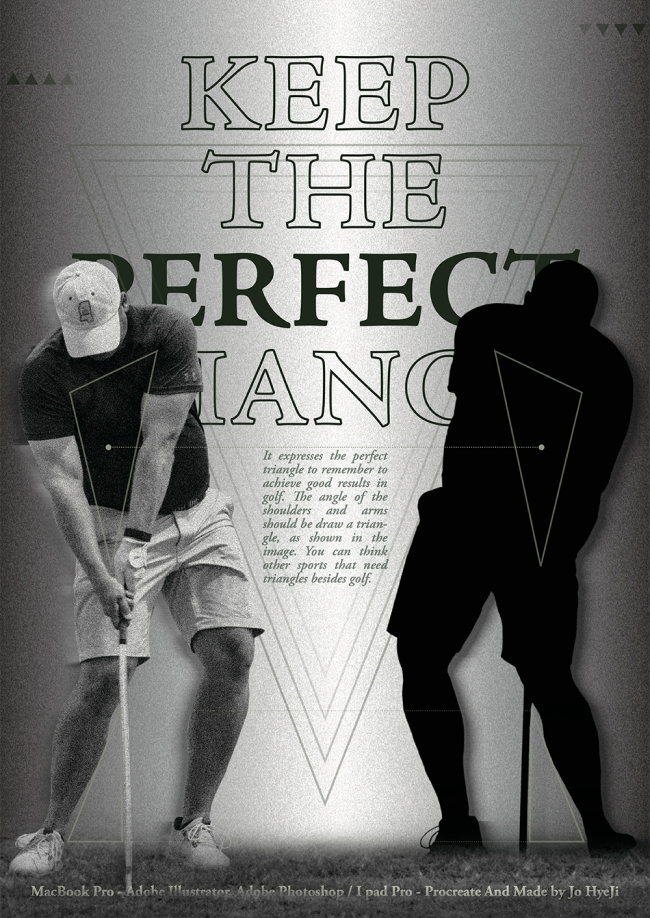 KEEP
THE
PERFECT
It expresses the perfect
triangle to remember to
achieve good results in
golf. The angle of the
shoulders and arms
should be draw a trian-
gle, as shown in the
image. You can think
other sports that need
triangles besides golf.
MacBook Pro - Adobe Illustrator, Adobe Photoshop / I pad Pro - Procreate And Made by Jo HyeJi